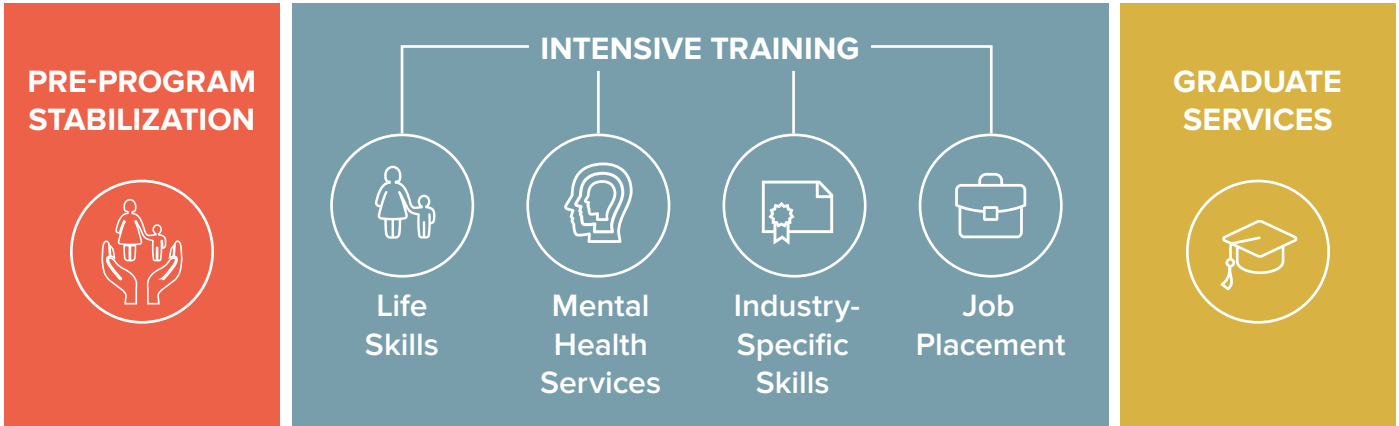 PRE-PROGRAM
STABILIZATION
INTENSIVE TRAINING
Life
Skills
Mental
Health
Services
Industry-
Specific
Skills
Job
Placement
GRADUATE
SERVICES